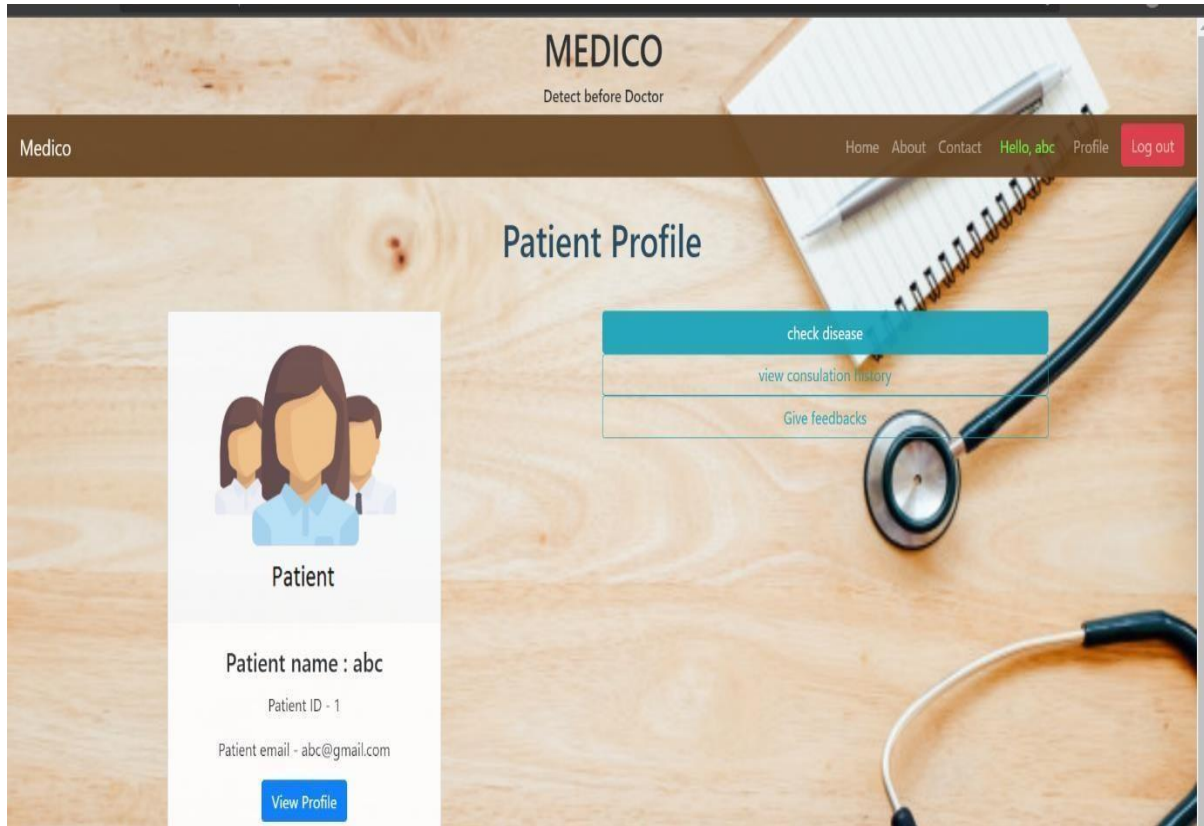 MEDICO
Detect before Doctor
Medico
Home About Contact Hello, abc Profile Log out
Patient Profile
check disease
view consulation history
Give feedbacks
Patient
Patient name : abc
Patient ID - 1
Patient email - abc@gmail.com
View Profile